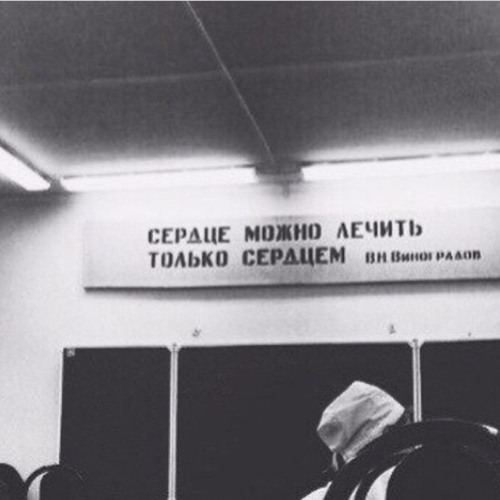 СЕРДЦЕ МОЖНО ЛЕЧИТЬ
ТОЛЬКО СЕРДЦЕМ В.Н.ВИНОГРАДОВ